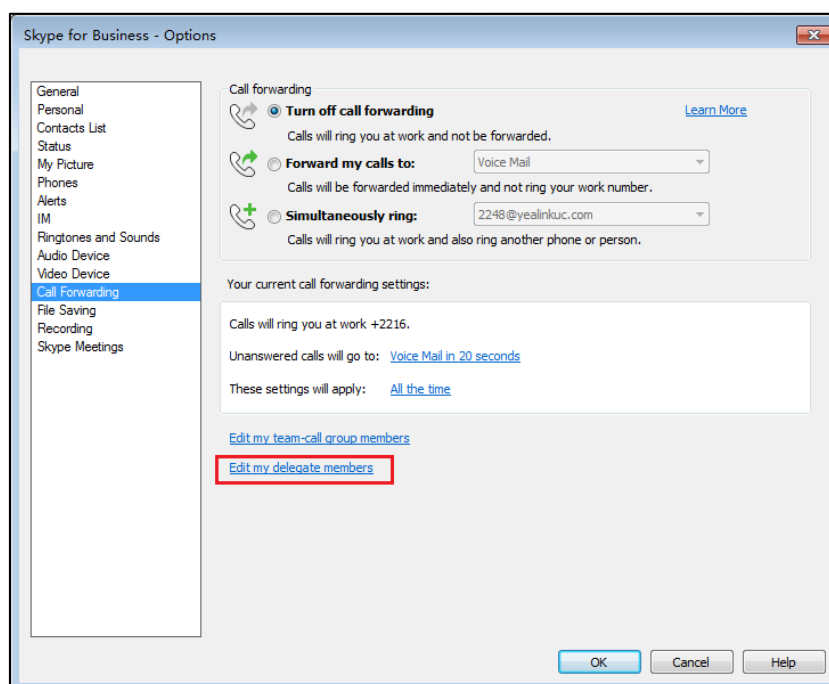 Skype for Business - Options
General
Personal
Contacts List
Status
My Picture
Phones
Alerts
IM
Ringtones and Sounds
Audio Device
Video Device
Call Forwarding
File Saving
Recording
Skype Meetings
Call forwarding
Turn off call forwarding
Learn More
Calls will ring you at work and not be forwarded.
Forward my calls to:
Voice Mail
Calls will be forwarded immediately and not ring your work number.
Simultaneously ring:
2248@yealinkuc.com
Calls will ring you at work and also ring another phone or person.
Your current call forwarding settings:
Calls will ring you at work +2216.
Unanswered calls will go to: Voice Mail in 20 seconds
These settings will apply: All the time
Edit my team-call group members
Edit my delegate members
OK Cancel Help